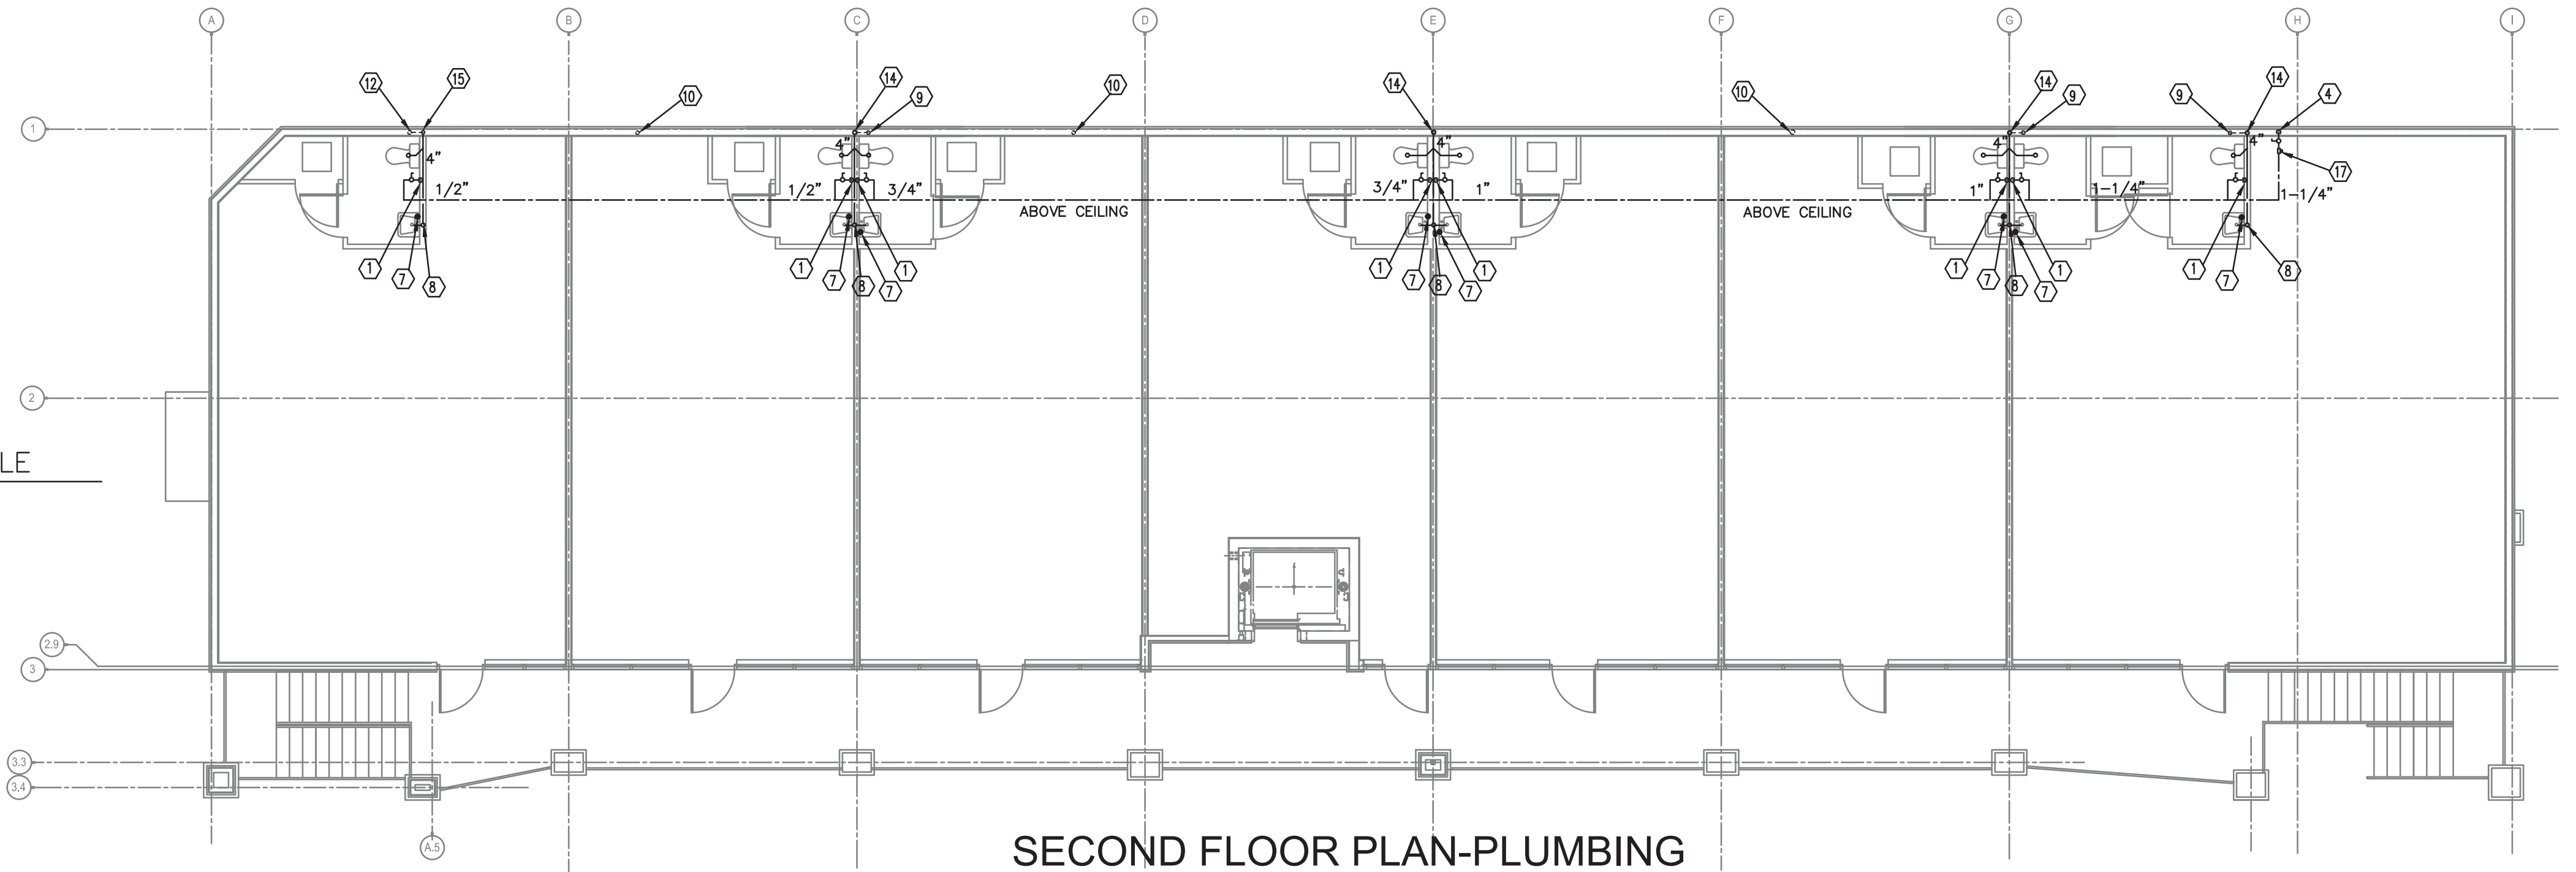 A B C D E F G H I
12 15 10 14 9 10 14 10 14 9 9 14 4
1
4" 4" 4" 4" 4"
17
1/2" 1/2" 3/4" 3/4" 1" 1" 1-1/4" 1-1/4"
ABOVE CEILING ABOVE CEILING
1 7 8 1 7 8 7 1 1 7 8 7 1 1 7 8 7 1 1 7 8
2
LE
2.9
3
3.3
3.4
A.5
SECOND FLOOR PLAN-PLUMBING